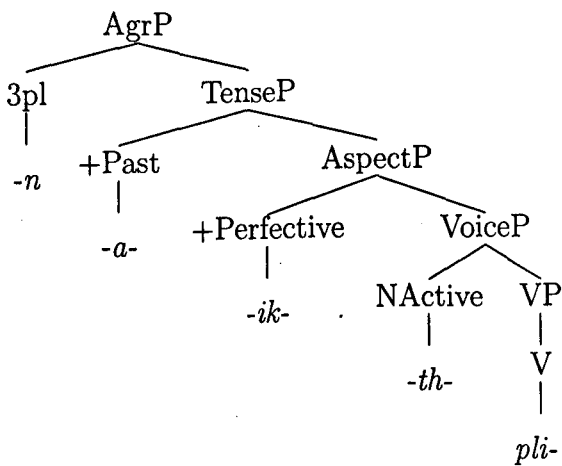 AgrP
3pl TenseP
-n +Past AspectP
-a- +Perfective VoiceP
-ik- NActive VP
-th- V
pli-